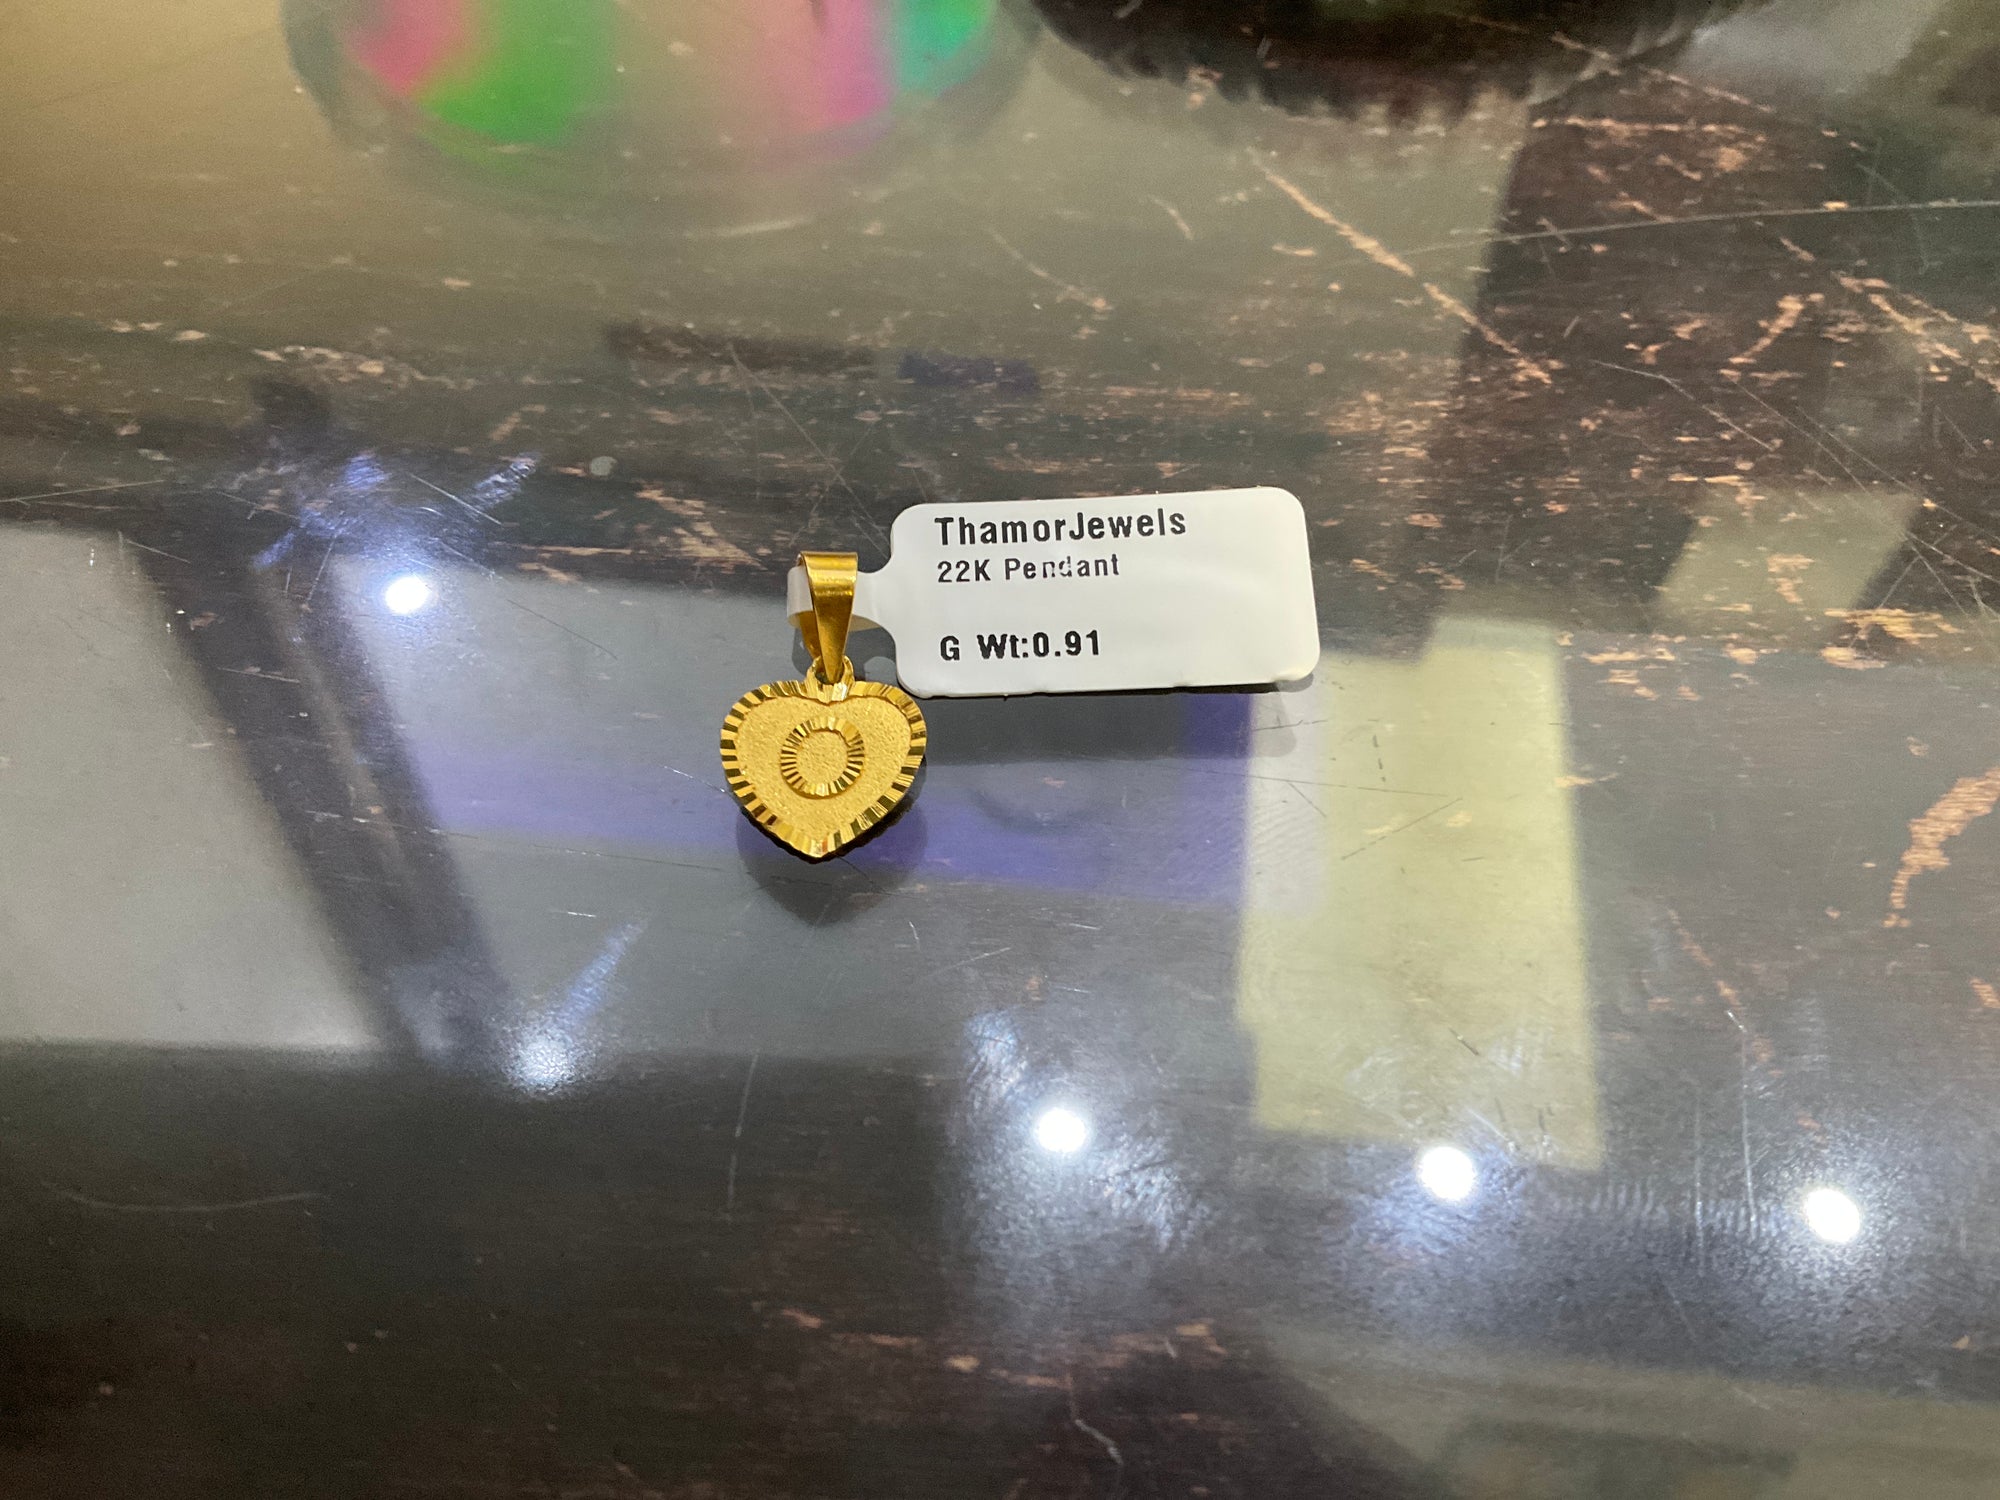 ThamorJewels
22K Pendant
G Wt:0.91
O